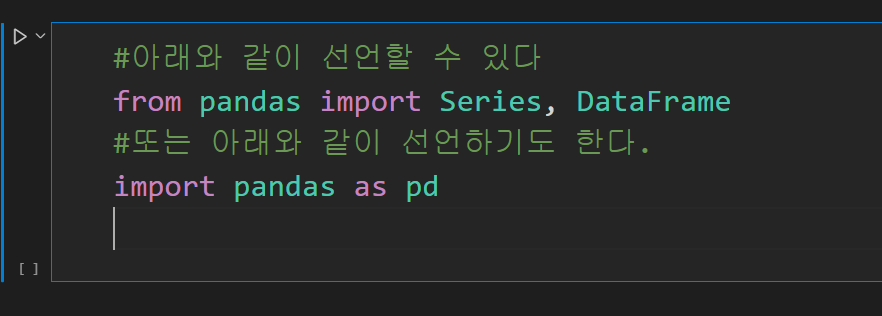 #아래와 같이 선언할 수 있다
from pandas import Series, DataFrame
#또는 아래와 같이 선언하기도 한다.
import pandas as pd
[ ]